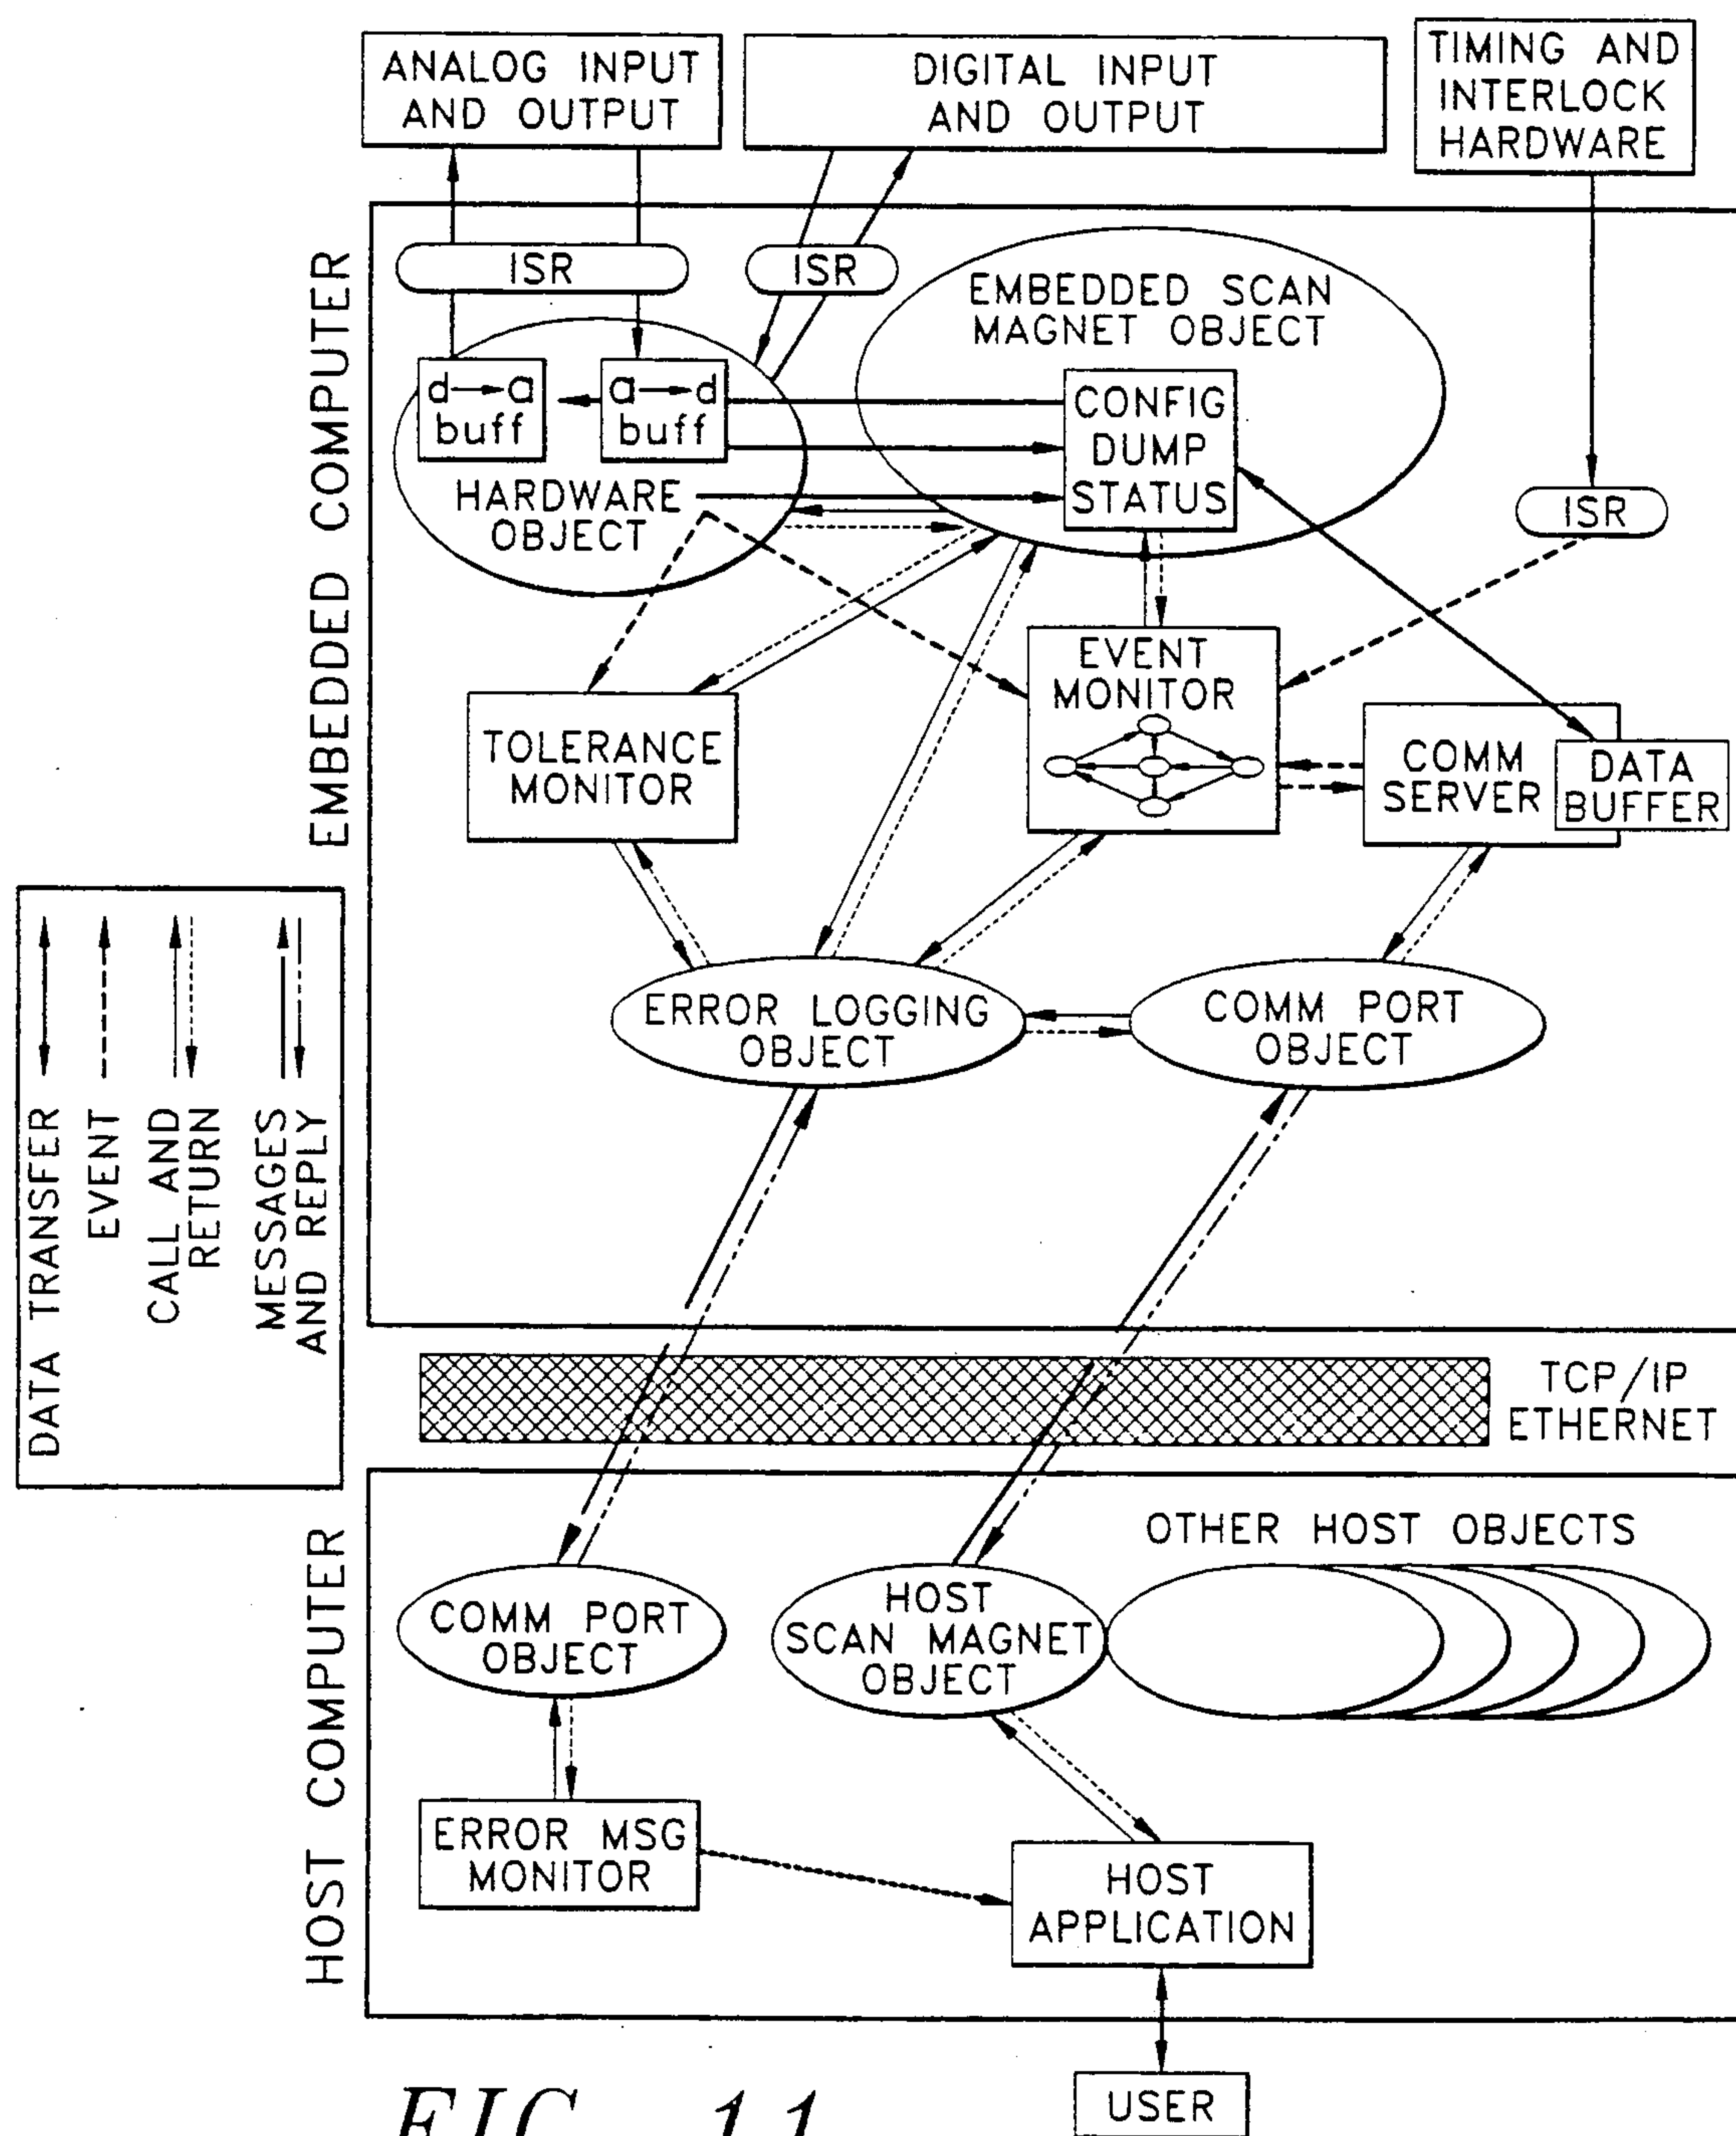 ANALOG INPUT
AND OUTPUT
DIGITAL INPUT
AND OUTPUT
TIMING AND
INTERLOCK
HARDWARE
EMBEDDED COMPUTER
ISR
ISR
EMBEDDED SCAN
MAGNET OBJECT
d→a
buff
a→d
buff
CONFIG
DUMP
STATUS
HARDWARE
OBJECT
ISR
TOLERANCE
MONITOR
EVENT
MONITOR
COMM
SERVER
DATA
BUFFER
ERROR LOGGING
OBJECT
COMM PORT
OBJECT
DATA TRANSFER
EVENT
CALL AND
RETURN
MESSAGES
AND REPLY
TCP/IP
ETHERNET
HOST COMPUTER
OTHER HOST OBJECTS
COMM PORT
OBJECT
HOST
SCAN MAGNET
OBJECT
ERROR MSG
MONITOR
HOST
APPLICATION
USER
FIG. 11